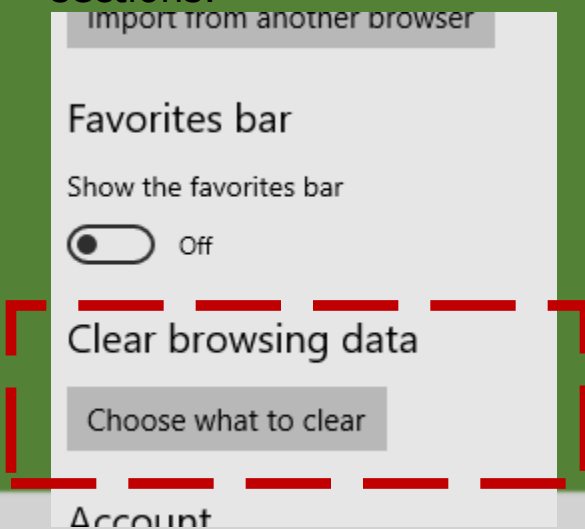 sections:
Import from another browser
Favorites bar
Show the favorites bar
Off
Clear browsing data
Choose what to clear
Account